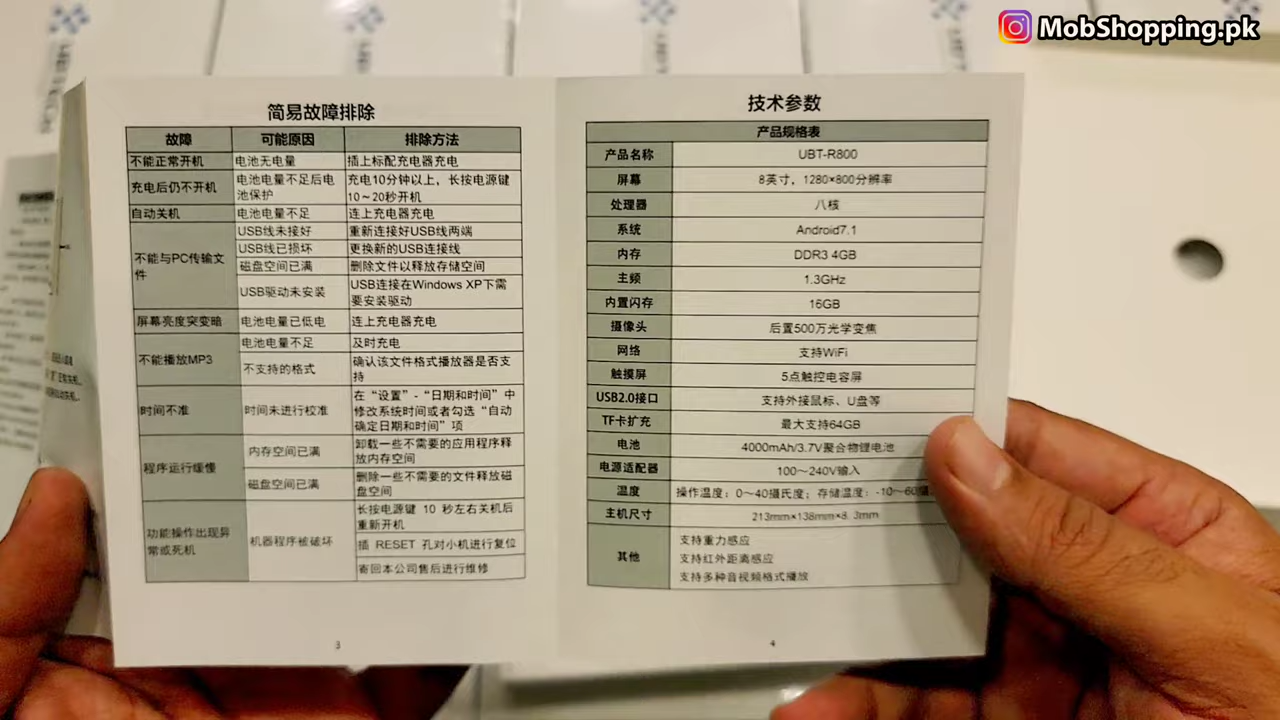 MobShopping.pk
简易故障排除
故障 可能原因 排除方法
不能正常开机 电池无电量 插上标配充电器充电
充电后仍不开机 电池电量不足后电
池保护 充电10分钟以上，长按电源键
10～20秒开机
自动关机 电池电量不足 连上充电器充电
不能与PC传输文
件 USB线未接好 重新连接好USB线两端
USB线已损坏 更换新的USB连接线
磁盘空间已满 删除文件以释放存储空间
USB驱动未安装 USB连接在Windows XP下需
要安装驱动
屏幕亮度突变暗 电池电量已低电 连上充电器充电
不能播放MP3 电池电量不足 及时充电
不支持的格式 确认该文件格式播放器是否支
持
时间不准 时间未进行校准 在“设置”-“日期和时间”中
修改系统时间或者勾选“自动
确定日期和时间”项
程序运行缓慢 内存空间已满 卸载一些不需要的应用程序释
放内存空间
磁盘空间已满 删除一些不需要的文件释放磁
盘空间
功能操作出现异
常或死机 机器程序被破坏 长按电源键 10 秒左右关机后
重新开机
插 RESET 孔对小机进行复位
寄回本公司售后进行维修
3
技术参数
产品规格表
产品名称 UBT-R800
屏幕 8英寸，1280×800分辨率
处理器 八核
系统 Android7.1
内存 DDR3 4GB
主频 1.3GHz
内置闪存 16GB
摄像头 后置500万光学变焦
网络 支持WiFi
触摸屏 5点触控电容屏
USB2.0接口 支持外接鼠标、U盘等
TF卡扩充 最大支持64GB
电池 4000mAh/3.7V聚合物锂电池
电源适配器 100～240V输入
温度 操作温度：0～40摄氏度；存储温度：-10～60
主机尺寸 213mm×138mm×8.3mm
其他 支持重力感应
支持红外距离感应
支持多种音视频格式播放
4